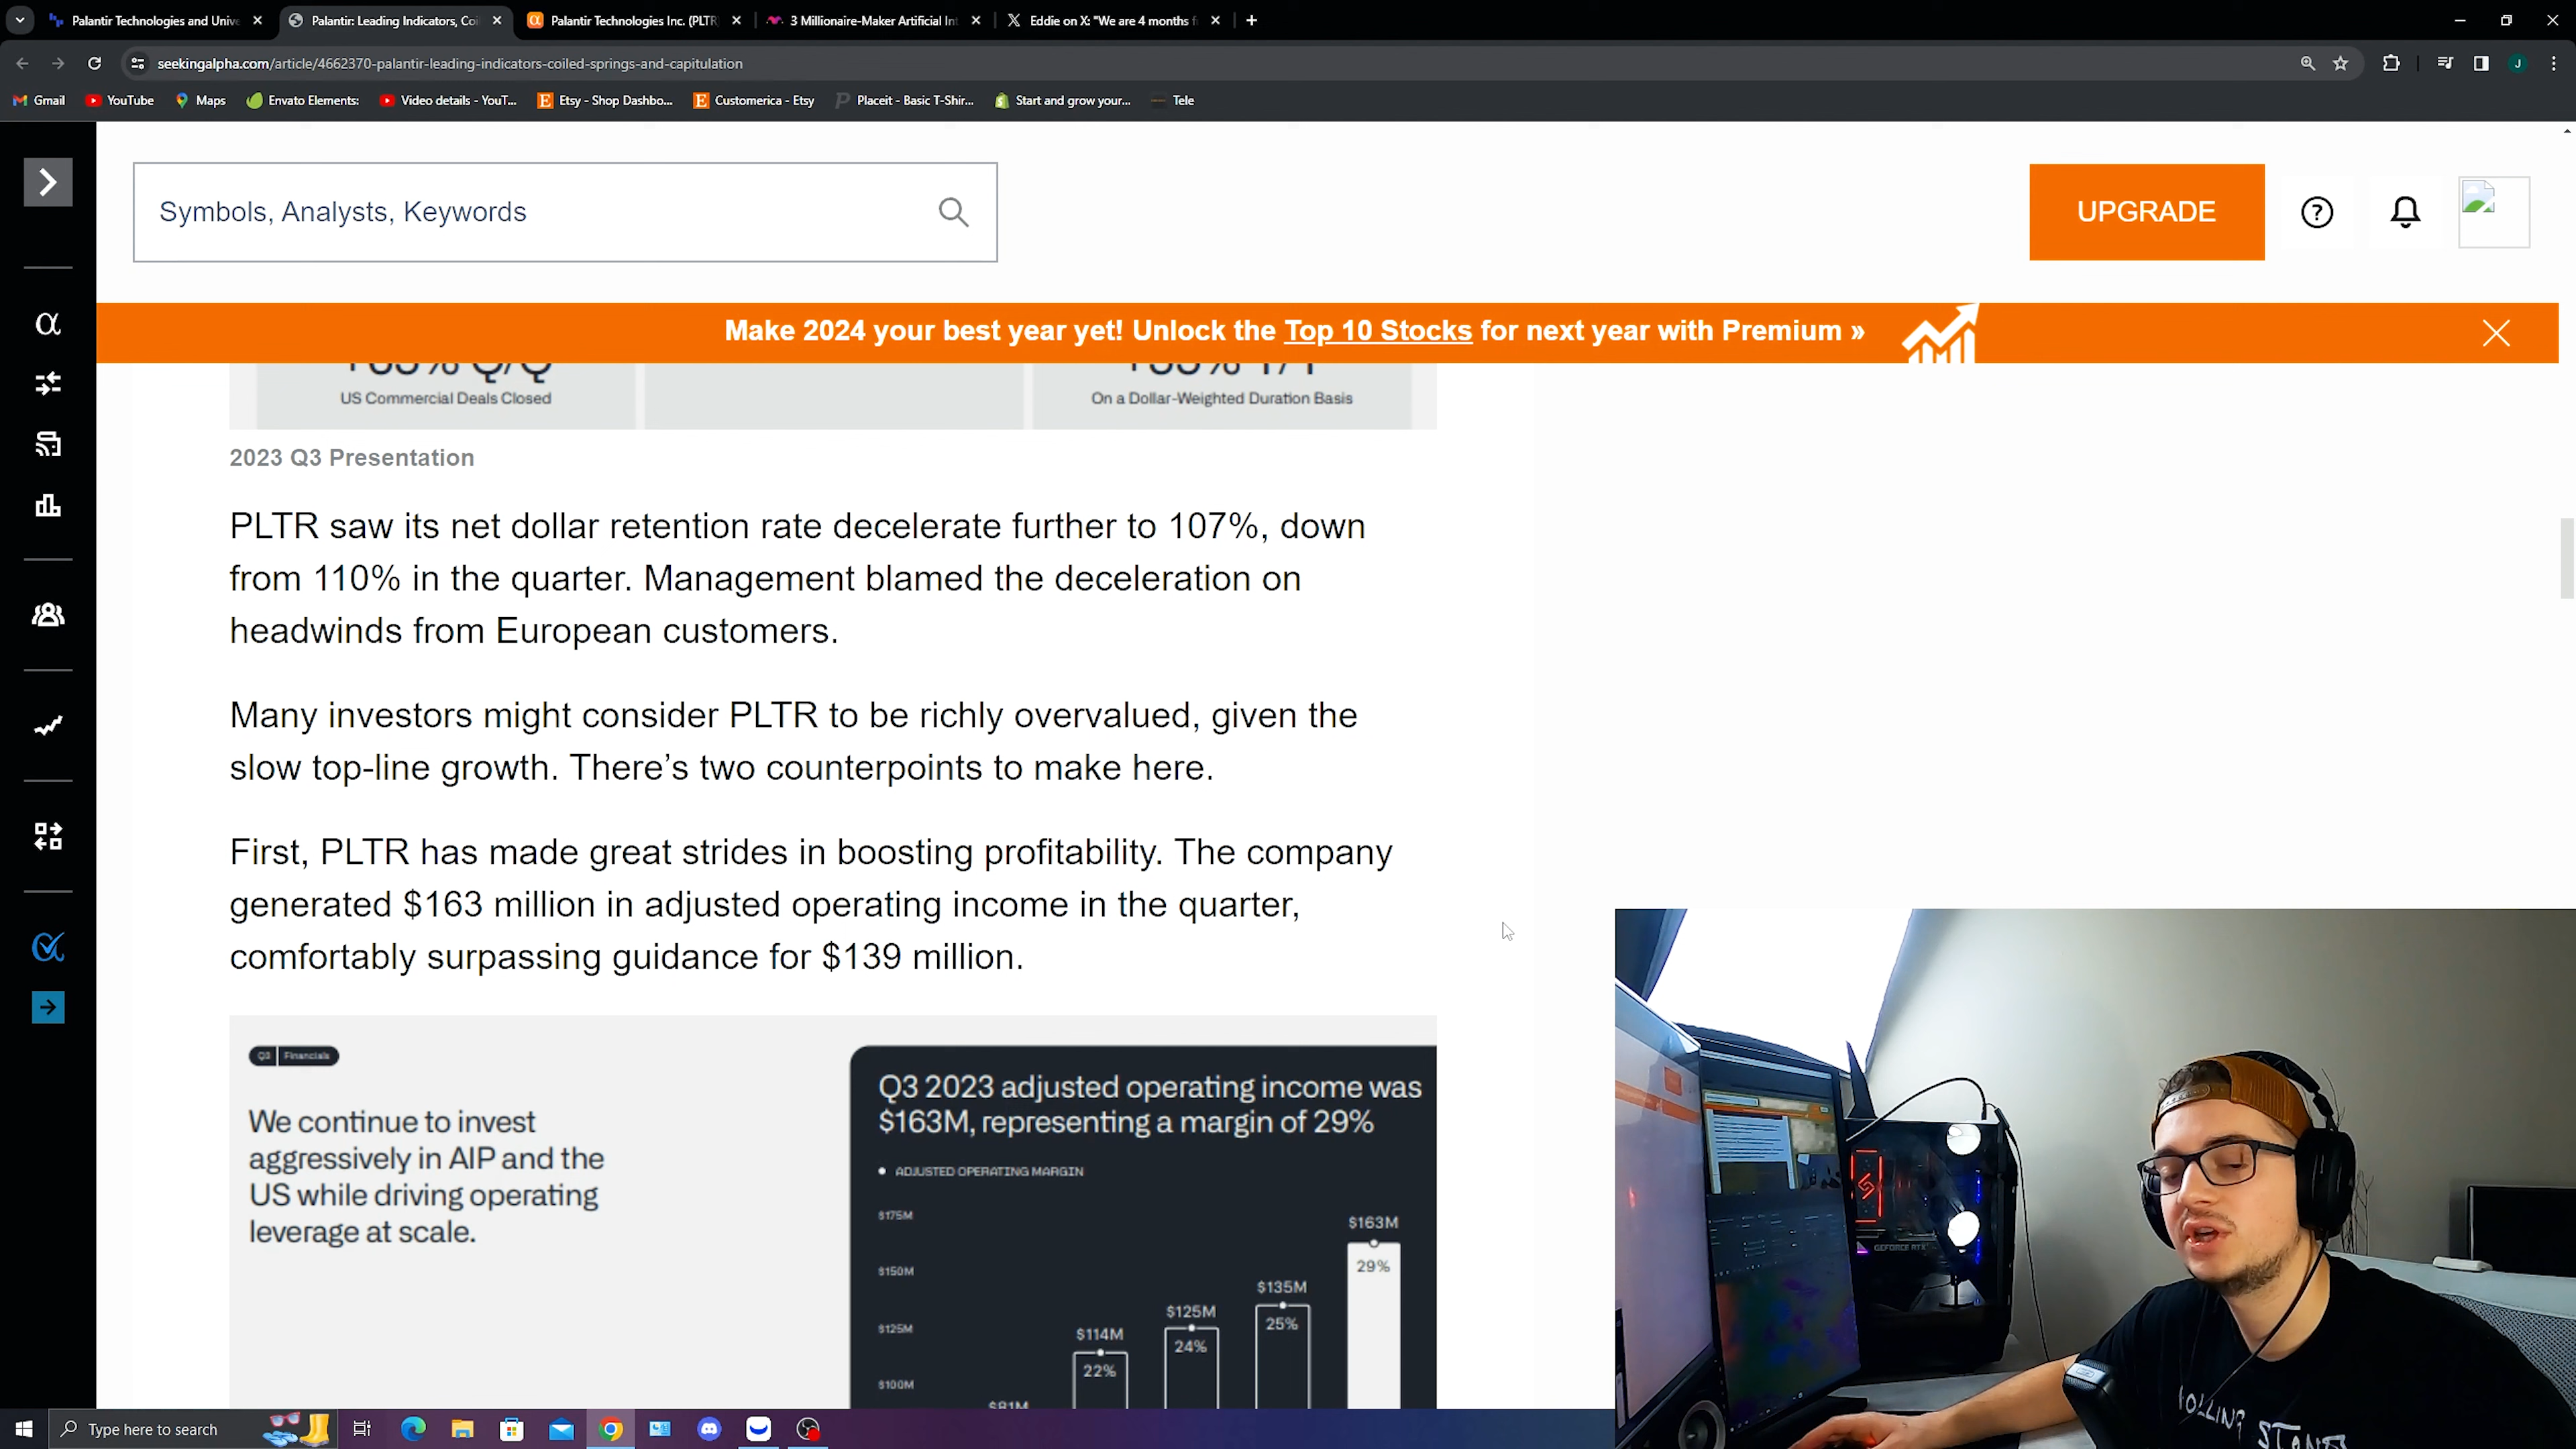 Palantir Technologies and Unive
Palantir: Leading Indicators, Coi
Palantir Technologies Inc. (PLTR
3 Millionaire-Maker Artificial Int
Eddie on X: "We are 4 months f
seekingalpha.com/article/4662370-palantir-leading-indicators-coiled-springs-and-capitulation
J
Gmail
YouTube
Maps
Envato Elements:
Video details - YouT...
Etsy - Shop Dashbo...
Customerica - Etsy
Placeit - Basic T-Shir...
Start and grow your...
Tele
Symbols, Analysts, Keywords
UPGRADE
Make 2024 your best year yet! Unlock the Top 10 Stocks for next year with Premium »
US Commercial Deals Closed
On a Dollar-Weighted Duration Basis
2023 Q3 Presentation
PLTR saw its net dollar retention rate decelerate further to 107%, down
from 110% in the quarter. Management blamed the deceleration on
headwinds from European customers.
Many investors might consider PLTR to be richly overvalued, given the
slow top-line growth. There's two counterpoints to make here.
First, PLTR has made great strides in boosting profitability. The company
generated $163 million in adjusted operating income in the quarter,
comfortably surpassing guidance for $139 million.
Q3 Financials
We continue to invest
aggressively in AIP and the
US while driving operating
leverage at scale.
Q3 2023 adjusted operating income was
$163M, representing a margin of 29%
ADJUSTED OPERATING MARGIN
$175M
$150M
$125M
$100M
$81M
$114M
22%
$125M
24%
$135M
25%
$163M
29%
GEFORCE RTX
ROLLING STONES
Type here to search